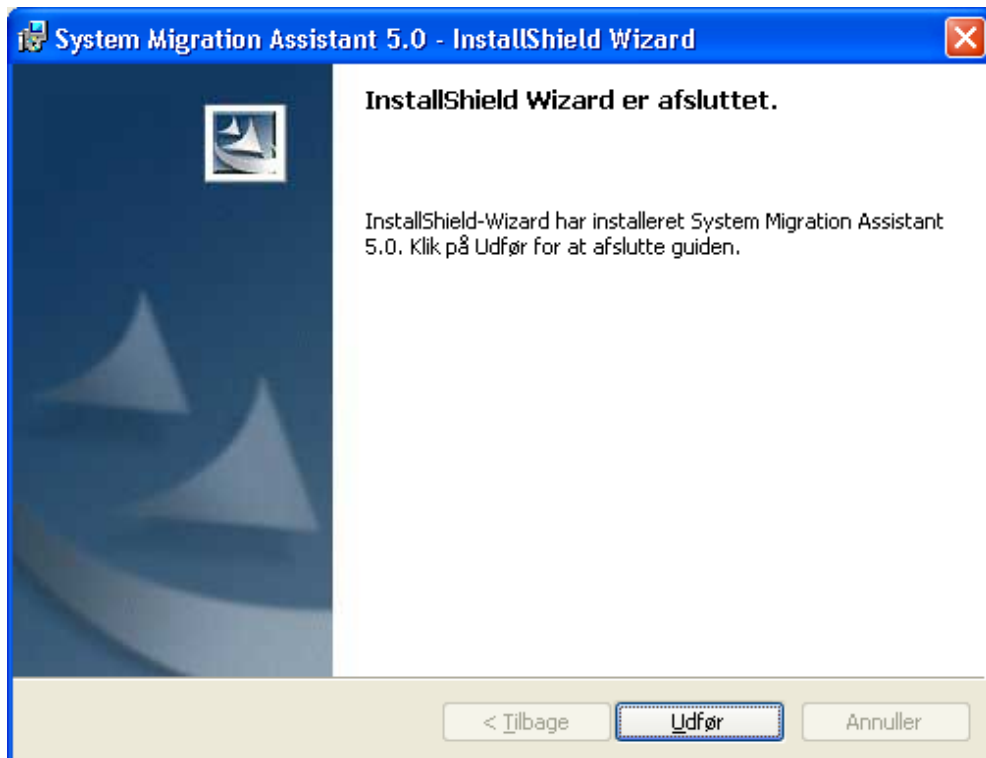 System Migration Assistant 5.0 - InstallShield Wizard
InstallShield Wizard er afsluttet.
InstallShield-Wizard har installeret System Migration Assistant
5.0. Klik på Udfør for at afslutte guiden.
< Tilbage
Udfør
Annuller